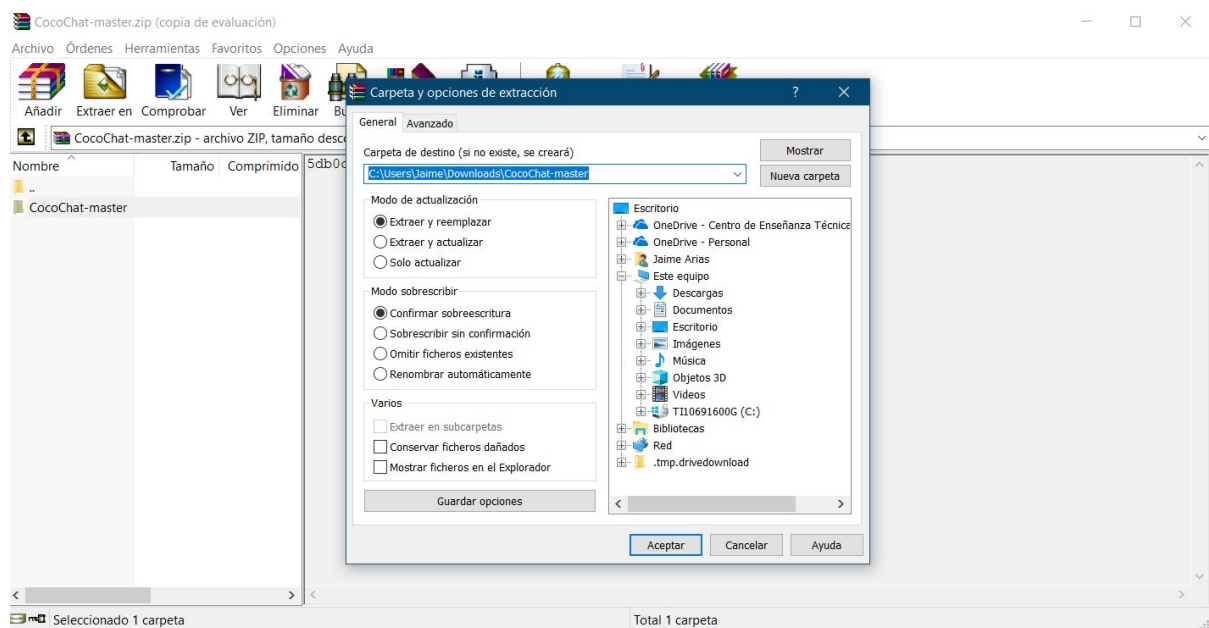 CocoChat-master.zip (copia de evaluación)
Archivo Órdenes Herramientas Favoritos Opciones Ayuda
Añadir Extraer en Comprobar Ver Eliminar
CocoChat-master.zip - archivo ZIP, tamaño
Nombre Tamaño Comprimido
..
CocoChat-master
Carpeta y opciones de extracción
General Avanzado
Carpeta de destino (si no existe, se creará)
Mostrar
C:\Users\Jaime\Downloads\CocoChat-master
Nueva carpeta
Modo de actualización
Extraer y reemplazar
Extraer y actualizar
Solo actualizar
Modo sobrescribir
Confirmar sobreescritura
Sobrescribir sin confirmación
Omitir ficheros existentes
Renombrar automáticamente
Varios
Extraer en subcarpetas
Conservar ficheros dañados
Mostrar ficheros en el Explorador
Guardar opciones
Escritorio
OneDrive - Centro de Enseñanza Técnica
OneDrive - Personal
Jaime Arias
Este equipo
Descargas
Documentos
Escritorio
Imágenes
Música
Objetos 3D
Videos
TI10691600G (C:)
Bibliotecas
Red
.tmp.drivedownload
Aceptar Cancelar Ayuda
Seleccionado 1 carpeta
Total 1 carpeta